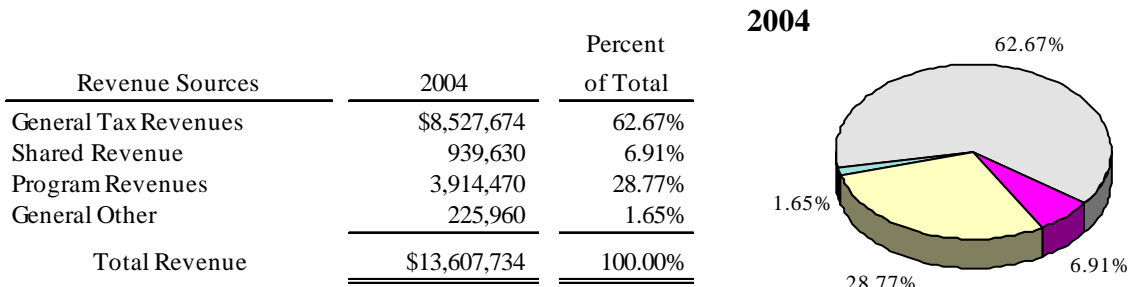 2004
Percent
Revenue Sources 2004 of Total
General Tax Revenues $8,527,674 62.67%
Shared Revenue 939,630 6.91%
Program Revenues 3,914,470 28.77%
General Other 225,960 1.65%
Total Revenue $13,607,734 100.00%
62.67%
1.65%
6.91%
28.77%